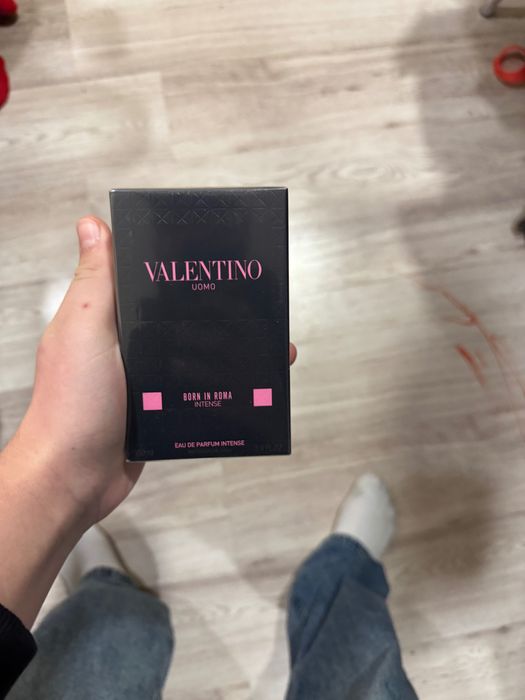 VALENTINO
UOMO
BORN IN ROMA
INTENSE
EAU DE PARFUM INTENSE